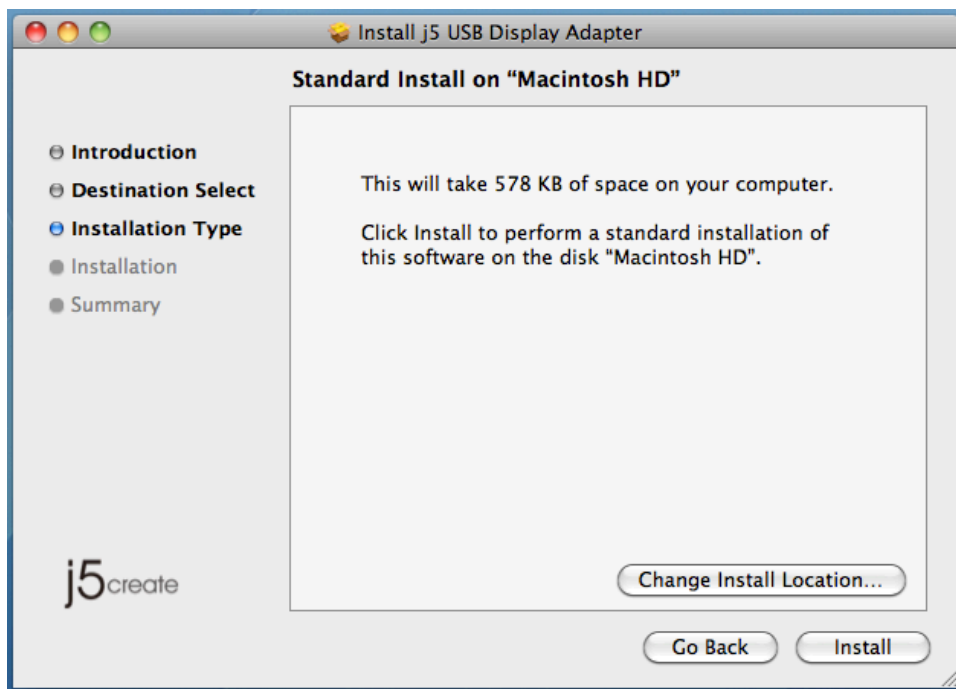 Install j5 USB Display Adapter
Standard Install on “Macintosh HD”
Introduction
Destination Select
Installation Type
Installation
Summary
This will take 578 KB of space on your computer.
Click Install to perform a standard installation of
this software on the disk “Macintosh HD”.
j5create
Change Install Location...
Go Back
Install